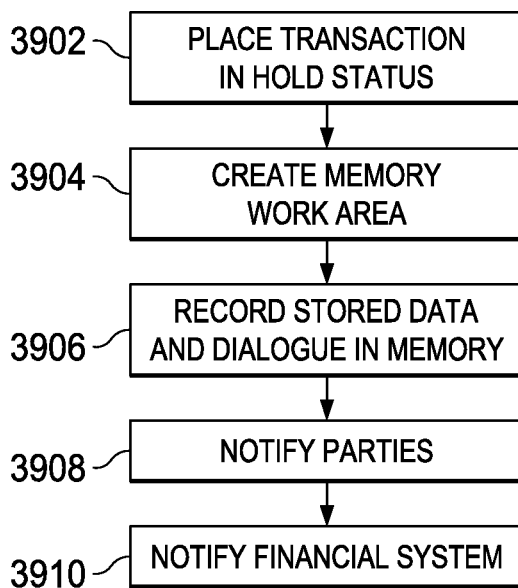 3902
PLACE TRANSACTION
IN HOLD STATUS
3904
CREATE MEMORY
WORK AREA
3906
RECORD STORED DATA
AND DIALOGUE IN MEMORY
3908
NOTIFY PARTIES
3910
NOTIFY FINANCIAL SYSTEM